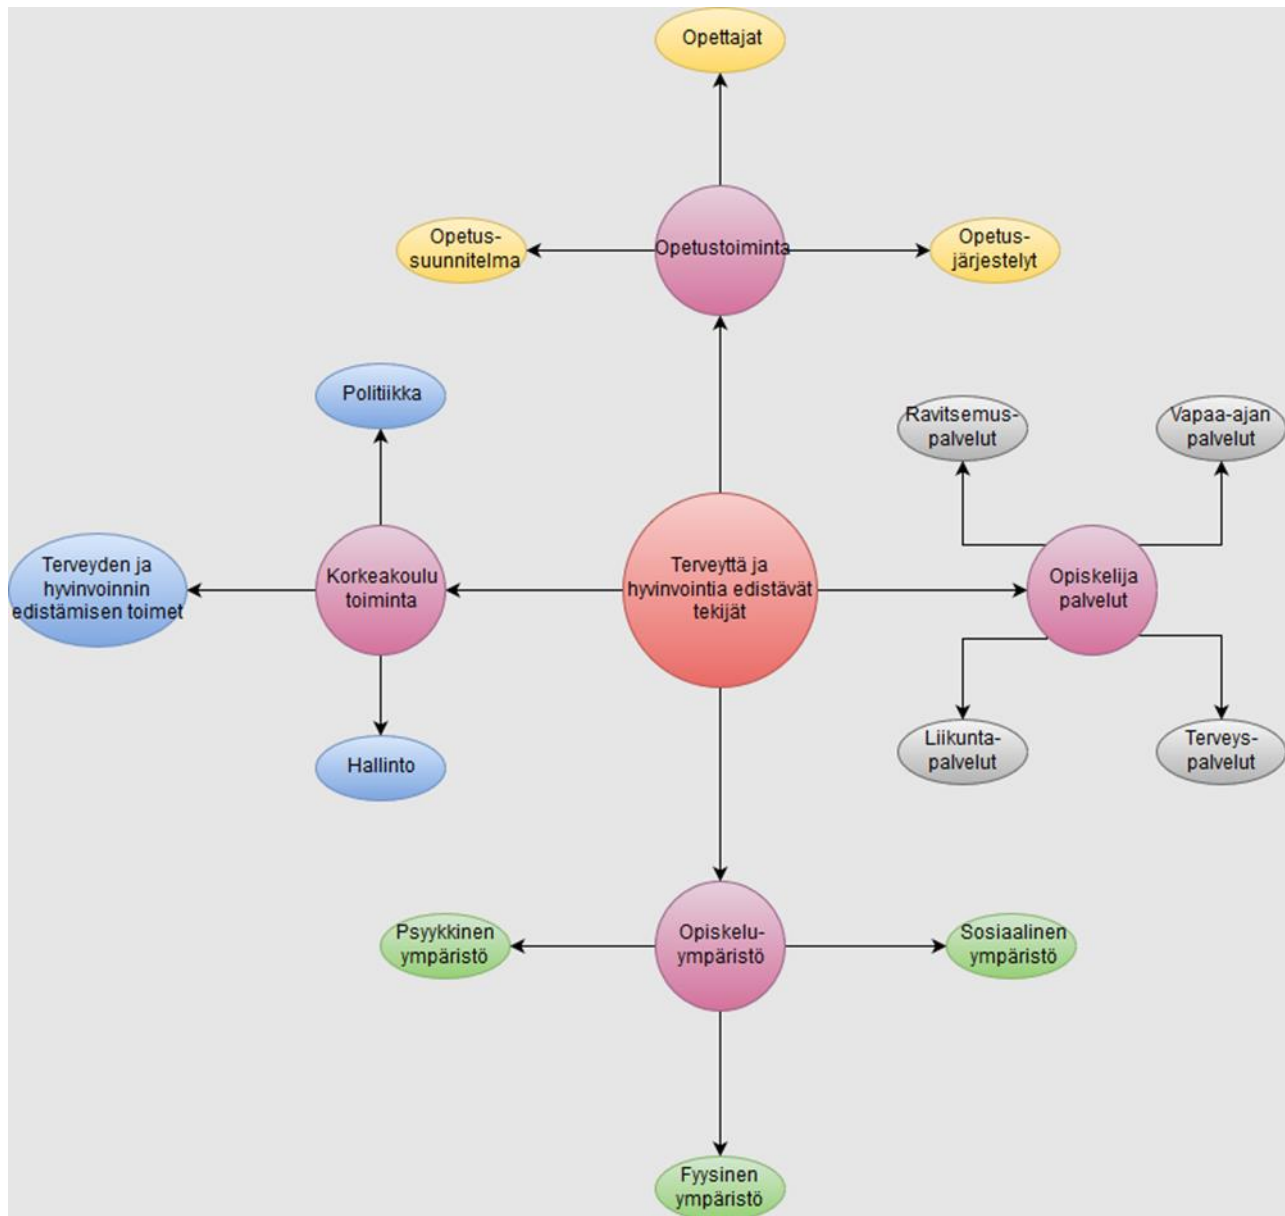 Opettajat
Opetus-
suunnitelma
Opetustoiminta
Opetus-
järjestelyt
Politiikka
Ravitsemus-
palvelut
Vapaa-ajan
palvelut
Terveyden ja
hyvinvoinnin
edistämisen toimet
Korkeakoulu
toiminta
Terveyttä ja
hyvinvointia edistävät
tekijät
Opiskelija
palvelut
Hallinto
Liikunta-
palvelut
Terveys-
palvelut
Psyykkinen
ympäristö
Opiskelu-
ympäristö
Sosiaalinen
ympäristö
Fyysinen
ympäristö